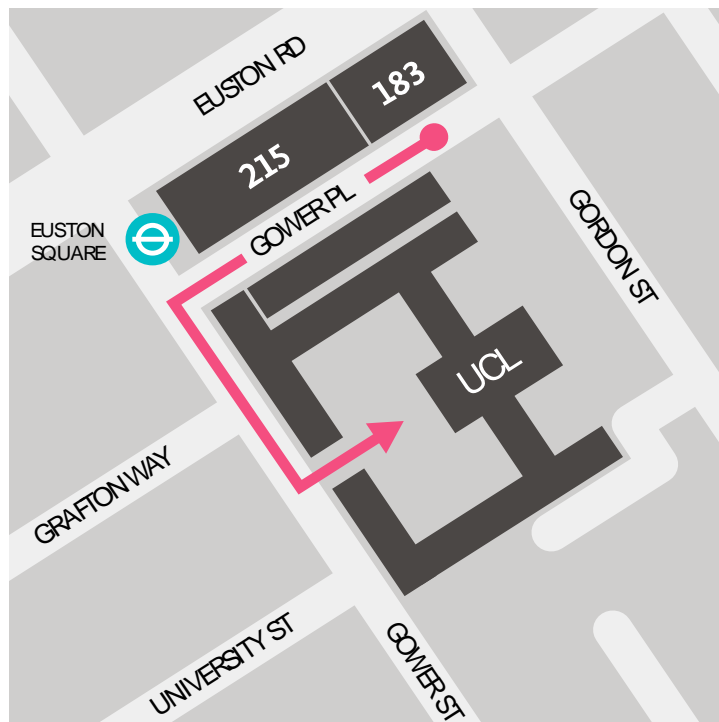 EUSTON RD
183
215
GOWER PL
EUSTON
SQUARE
GORDON ST
UCL
GRAFTON WAY
UNIVERSITY ST
GOWER ST